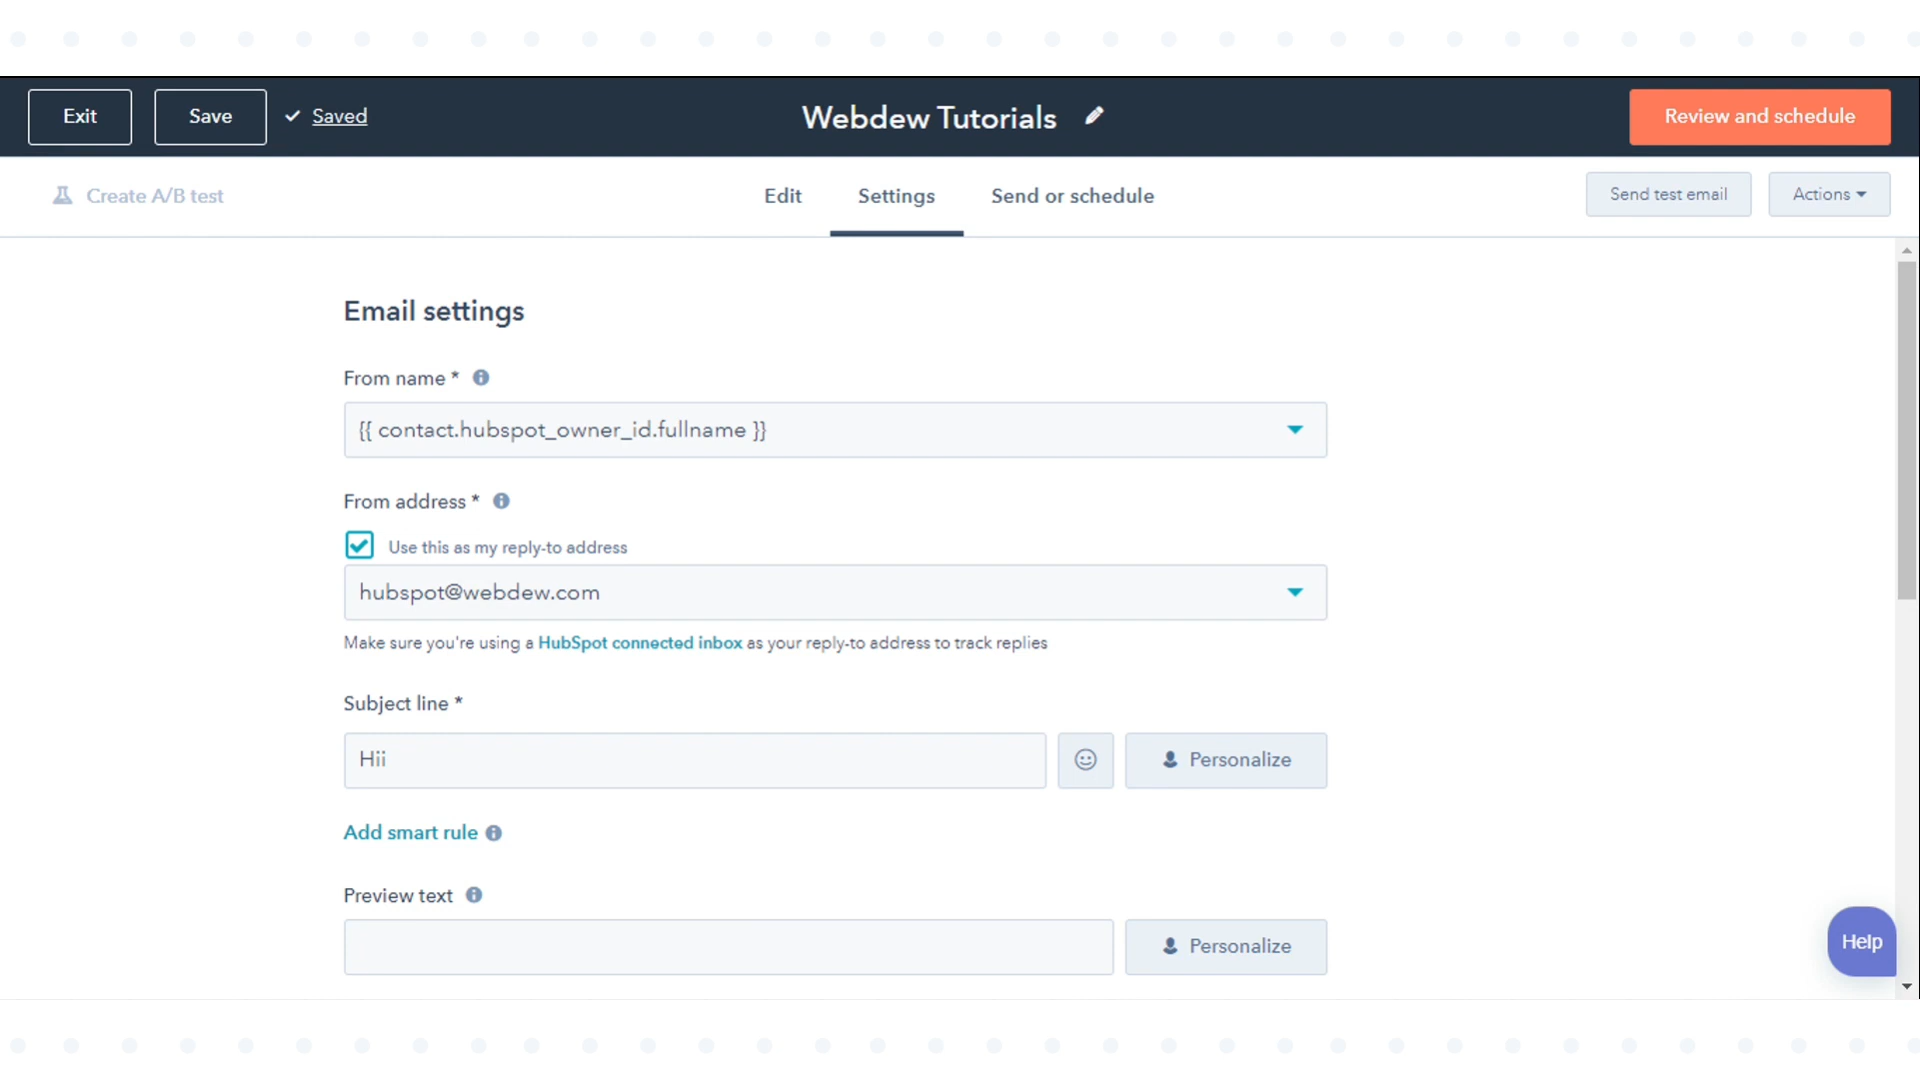 Exit Save Saved Webdew Tutorials Review and schedule
Create A/B test Edit Settings Send or schedule Send test email Actions
Email settings
From name *
{{ contact.hubspot_owner_id.fullname }}
From address *
Use this as my reply-to address
hubspot@webdew.com
Make sure you're using a HubSpot connected inbox as your reply-to address to track replies
Subject line *
Hii Personalize
Add smart rule
Preview text
Personalize
Help